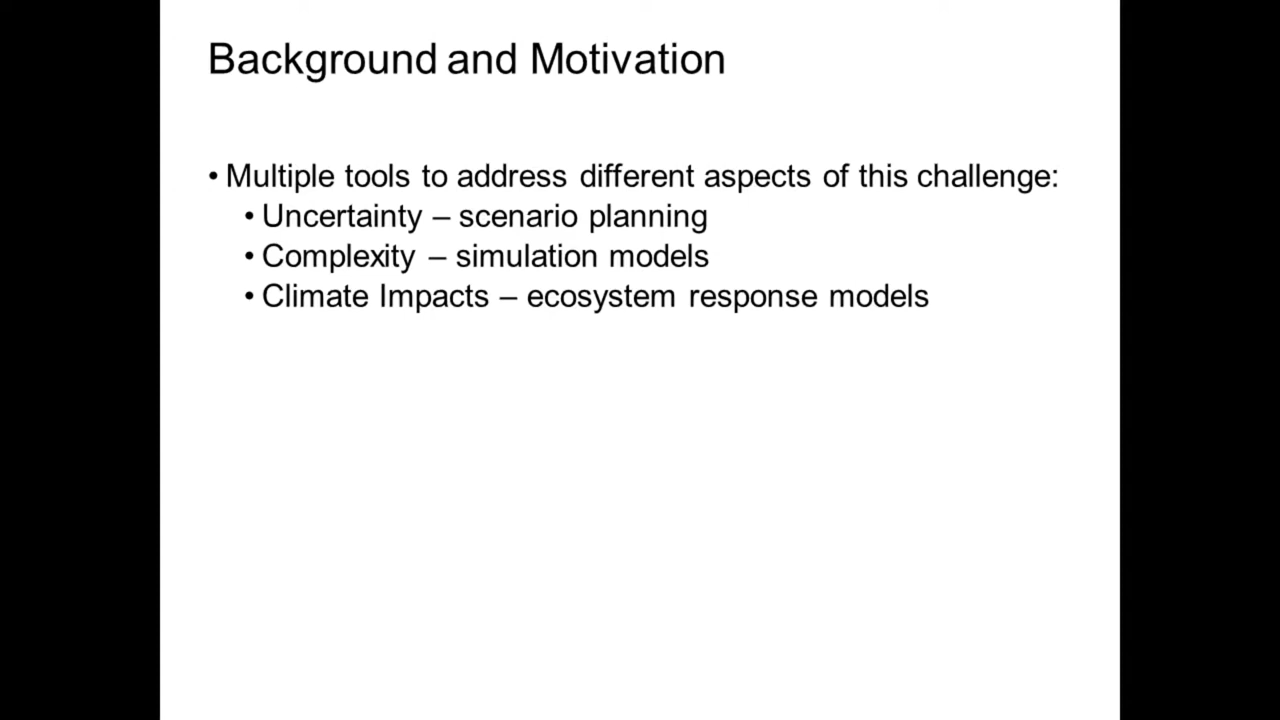 Background and Motivation
• Multiple tools to address different aspects of this challenge:
• Uncertainty – scenario planning
• Complexity – simulation models
• Climate Impacts – ecosystem response models